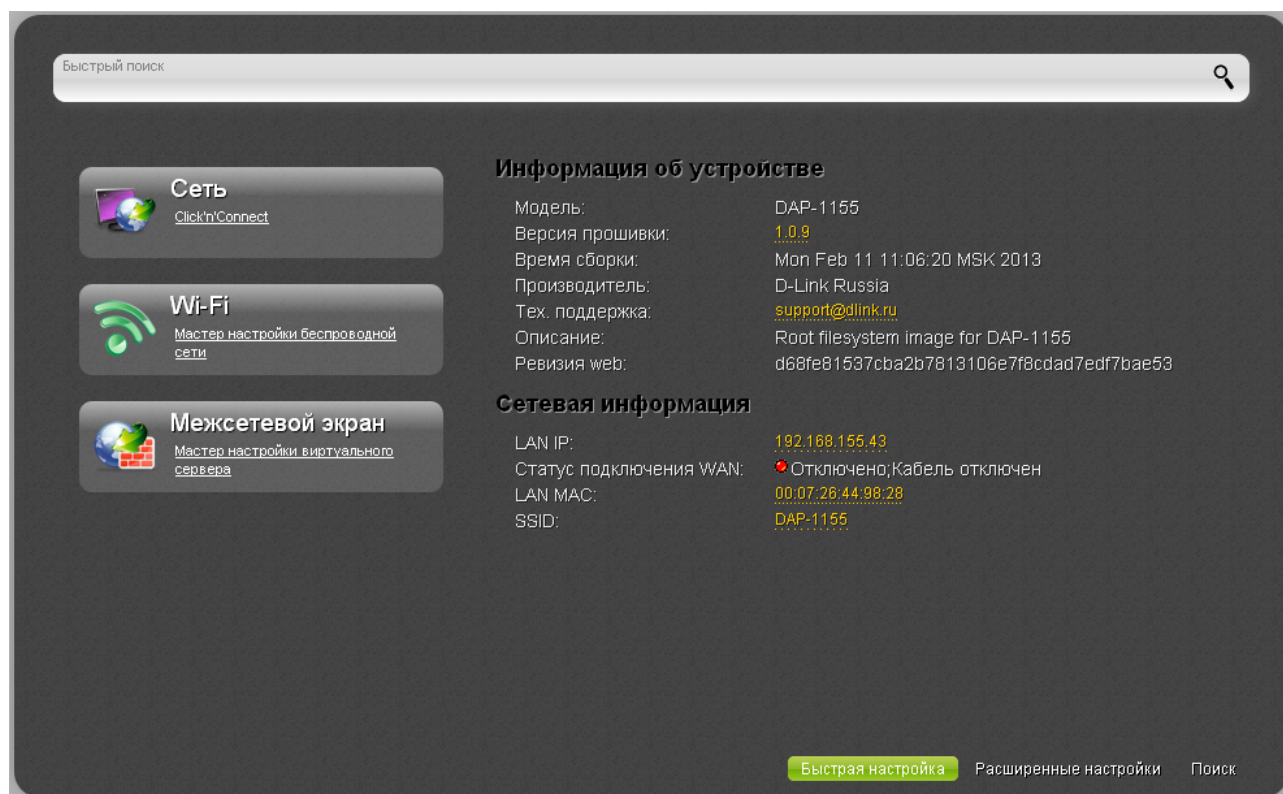 Быстрый поиск
Сеть
Click'n'Connect
Wi-Fi
Мастер настройки беспроводной
сети
Межсетевой экран
Мастер настройки виртуального
сервера
Информация об устройстве
Модель: DAP-1155
Версия прошивки: 1.0.9
Время сборки: Mon Feb 11 11:06:20 MSK 2013
Производитель: D-Link Russia
Тех. поддержка: support@dlink.ru
Описание: Root filesystem image for DAP-1155
Ревизия web: d68fe81537cba2b7813106e7f8cdad7edf7bae53
Сетевая информация
LAN IP: 192.168.155.43
Статус подключения WAN: Отключено;Кабель отключен
LAN MAC: 00:07:26:44:98:28
SSID: DAP-1155
Быстрая настройка Расширенные настройки Поиск